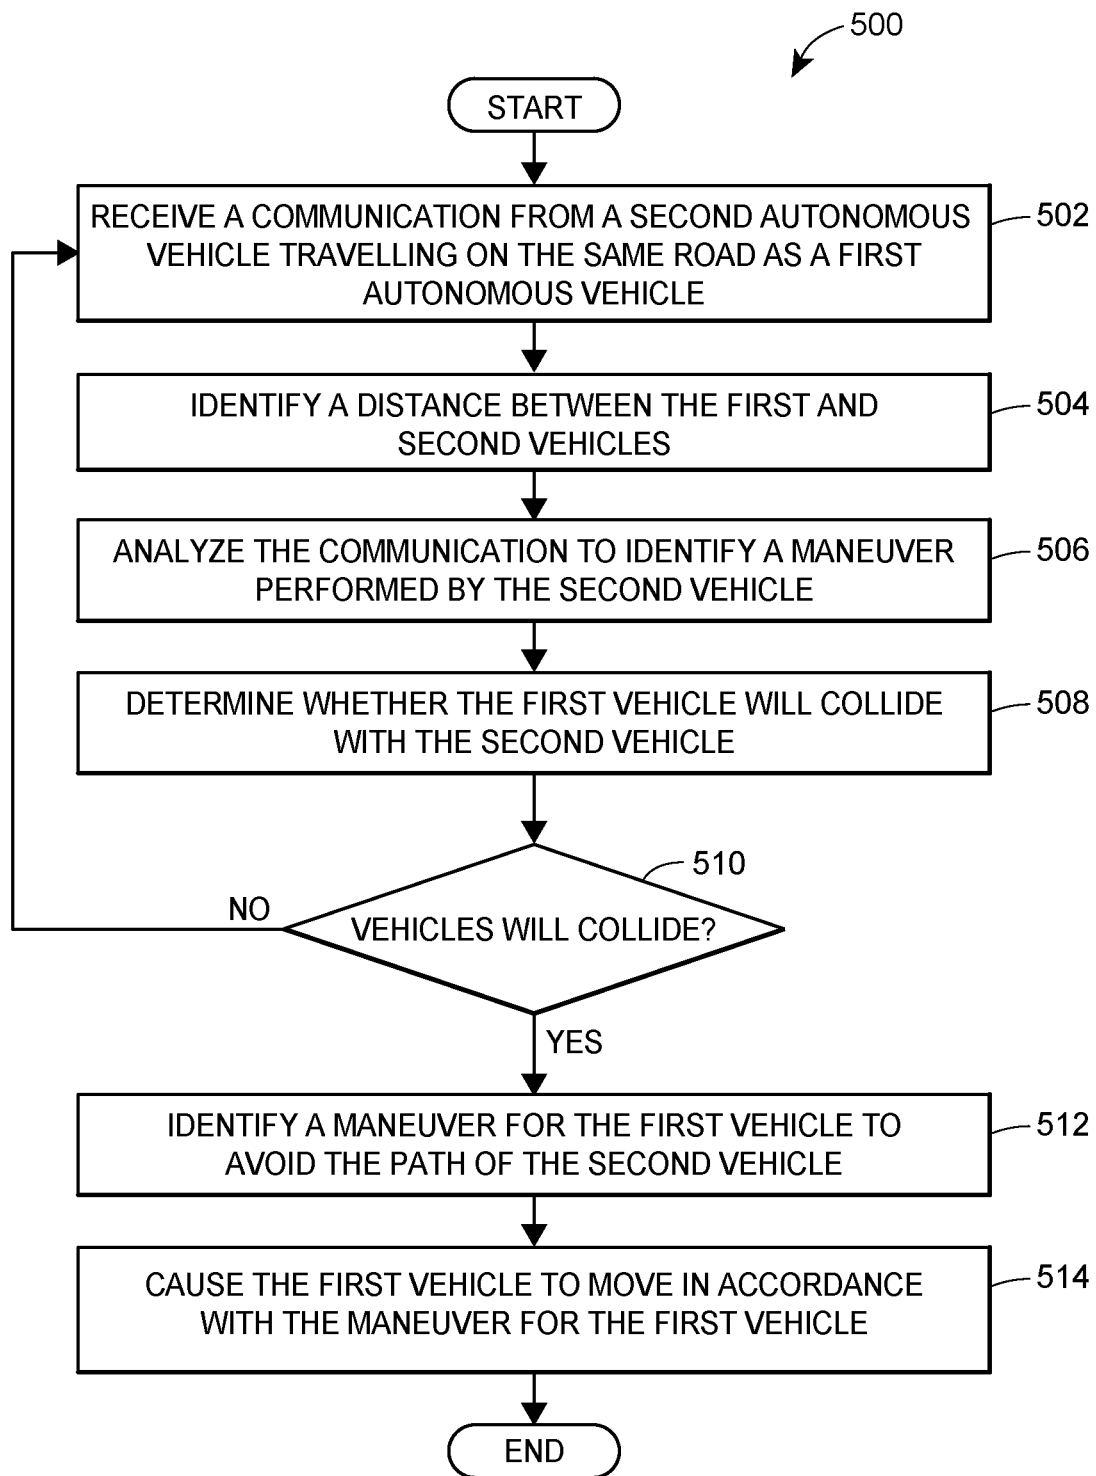 500
START
RECEIVE A COMMUNICATION FROM A SECOND AUTONOMOUS
VEHICLE TRAVELLING ON THE SAME ROAD AS A FIRST
AUTONOMOUS VEHICLE
502
IDENTIFY A DISTANCE BETWEEN THE FIRST AND
SECOND VEHICLES
504
ANALYZE THE COMMUNICATION TO IDENTIFY A MANEUVER
PERFORMED BY THE SECOND VEHICLE
506
DETERMINE WHETHER THE FIRST VEHICLE WILL COLLIDE
WITH THE SECOND VEHICLE
508
510
NO
VEHICLES WILL COLLIDE?
YES
IDENTIFY A MANEUVER FOR THE FIRST VEHICLE TO
AVOID THE PATH OF THE SECOND VEHICLE
512
CAUSE THE FIRST VEHICLE TO MOVE IN ACCORDANCE
WITH THE MANEUVER FOR THE FIRST VEHICLE
514
END